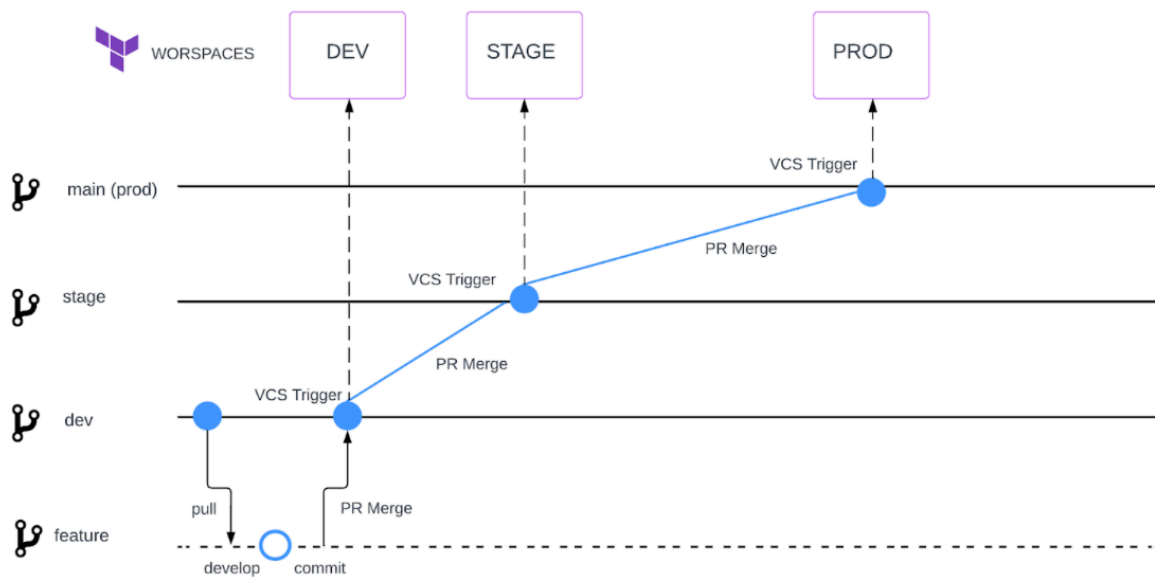 WORSPACES
DEV
STAGE
PROD
VCS Trigger
main (prod)
PR Merge
VCS Trigger
stage
PR Merge
VCS Trigger
dev
pull
PR Merge
feature
develop
commit